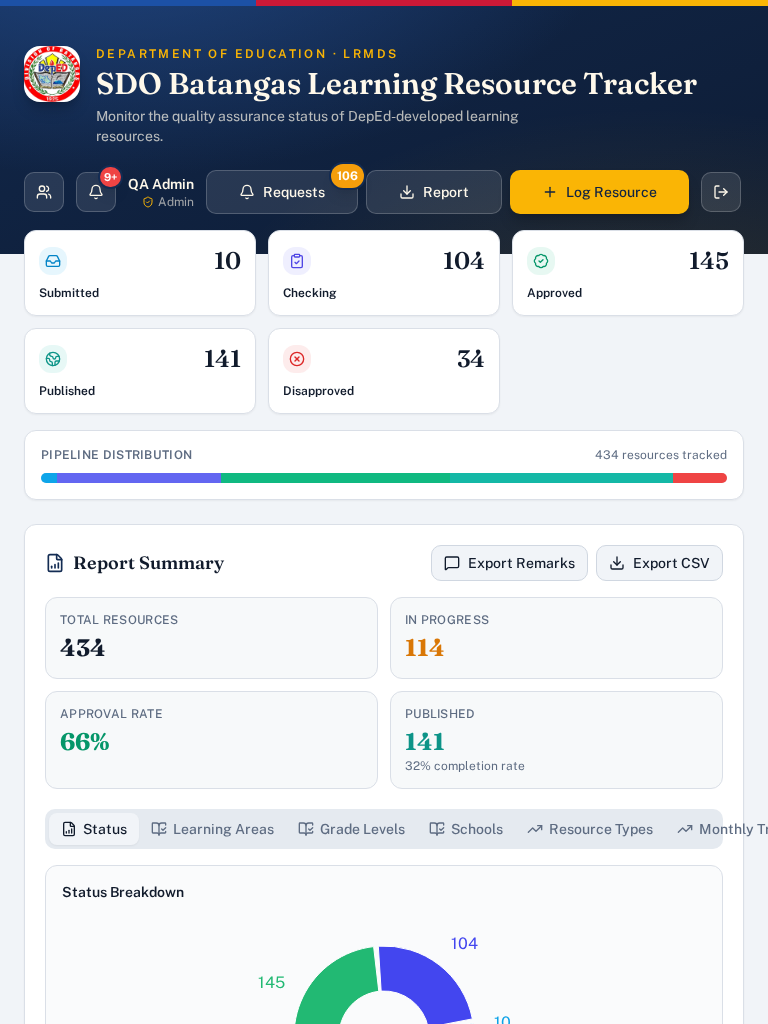 DEPARTMENT OF EDUCATION · LRMDS
SDO Batangas Learning Resource Tracker
Monitor the quality assurance status of DepEd-developed learning
resources.
9+
QA Admin
Admin
Requests
106
Report
Log Resource
10
Submitted
104
Checking
145
Approved
141
Published
34
Disapproved
PIPELINE DISTRIBUTION
434 resources tracked
Report Summary
Export Remarks
Export CSV
TOTAL RESOURCES
434
IN PROGRESS
114
APPROVAL RATE
66%
PUBLISHED
141
32% completion rate
Status
Learning Areas
Grade Levels
Schools
Resource Types
Monthly Tr
Status Breakdown
104
145
10